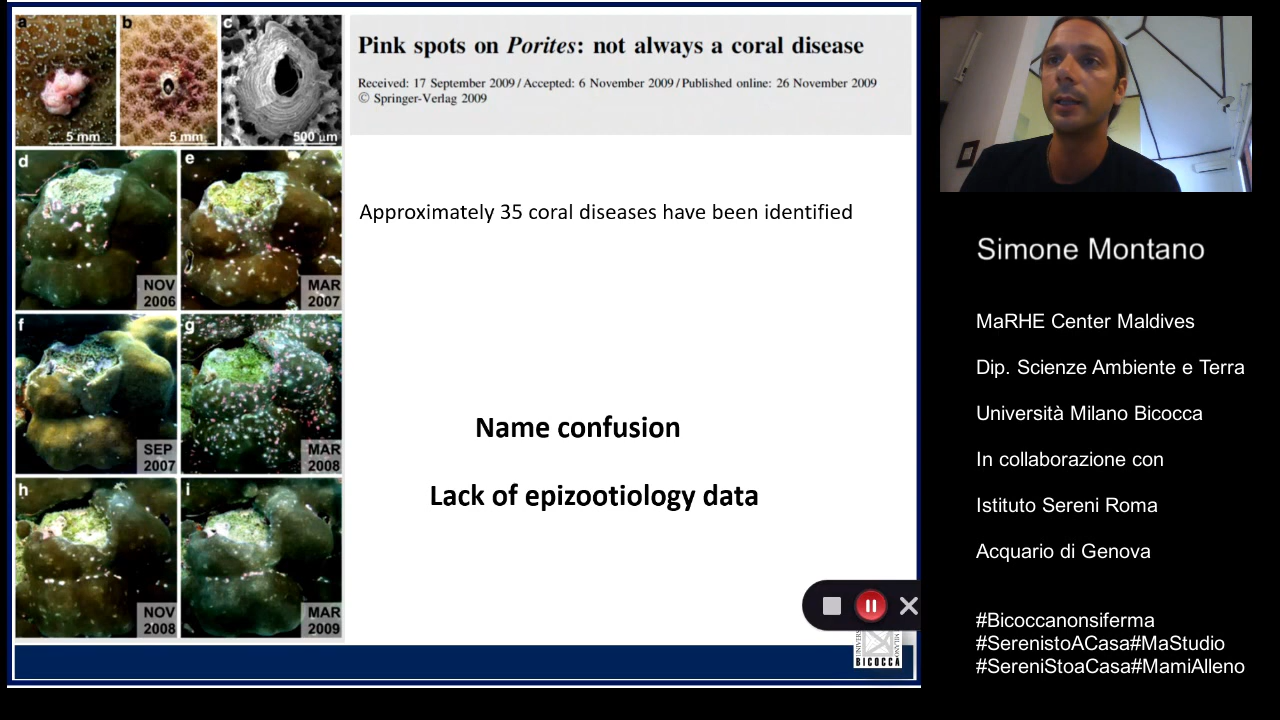 a
b
c
5 mm
5 mm
500 µm
Pink spots on Porites: not always a coral disease
Received: 17 September 2009 / Accepted: 6 November 2009 / Published online: 26 November 2009
© Springer-Verlag 2009
d
e
NOV
2006
MAR
2007
f
g
SEP
2007
MAR
2008
h
i
NOV
2008
MAR
2009
Approximately 35 coral diseases have been identified
Name confusion
Lack of epizootiology data
BICOCCA
Simone Montano
MaRHE Center Maldives
Dip. Scienze Ambiente e Terra
Università Milano Bicocca
In collaborazione con
Istituto Sereni Roma
Acquario di Genova
#Bicoccanonsiferma
#SerenistoACasa#MaStudio
#SereniStoaCasa#MamiAlleno